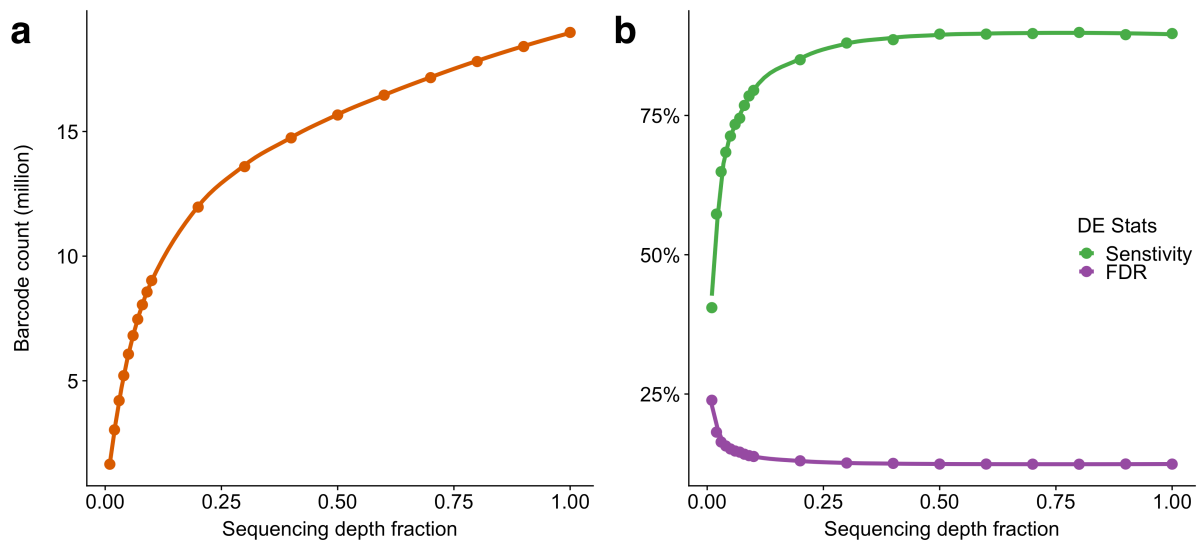 a
15
10
5
Barcode count (million)
0.00 0.25 0.50 0.75 1.00
Sequencing depth fraction
b
75%
50%
25%
DE Stats
Senstivity
FDR
0.00 0.25 0.50 0.75 1.00
Sequencing depth fraction